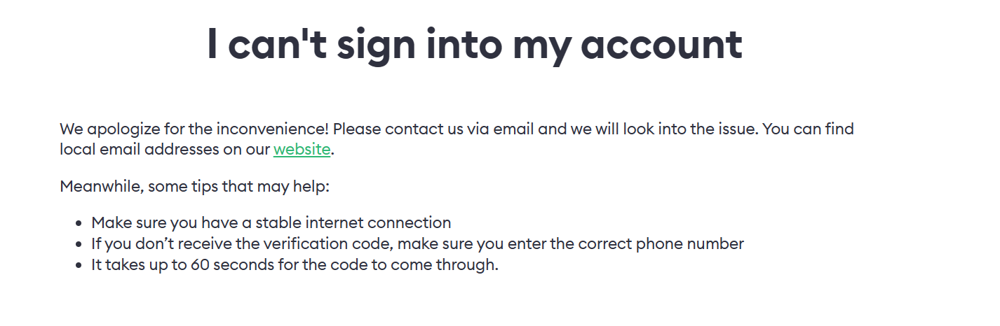 I can't sign into my account
We apologize for the inconvenience! Please contact us via email and we will look into the issue. You can find
local email addresses on our website.
Meanwhile, some tips that may help:
• Make sure you have a stable internet connection
• If you don’t receive the verification code, make sure you enter the correct phone number
• It takes up to 60 seconds for the code to come through.